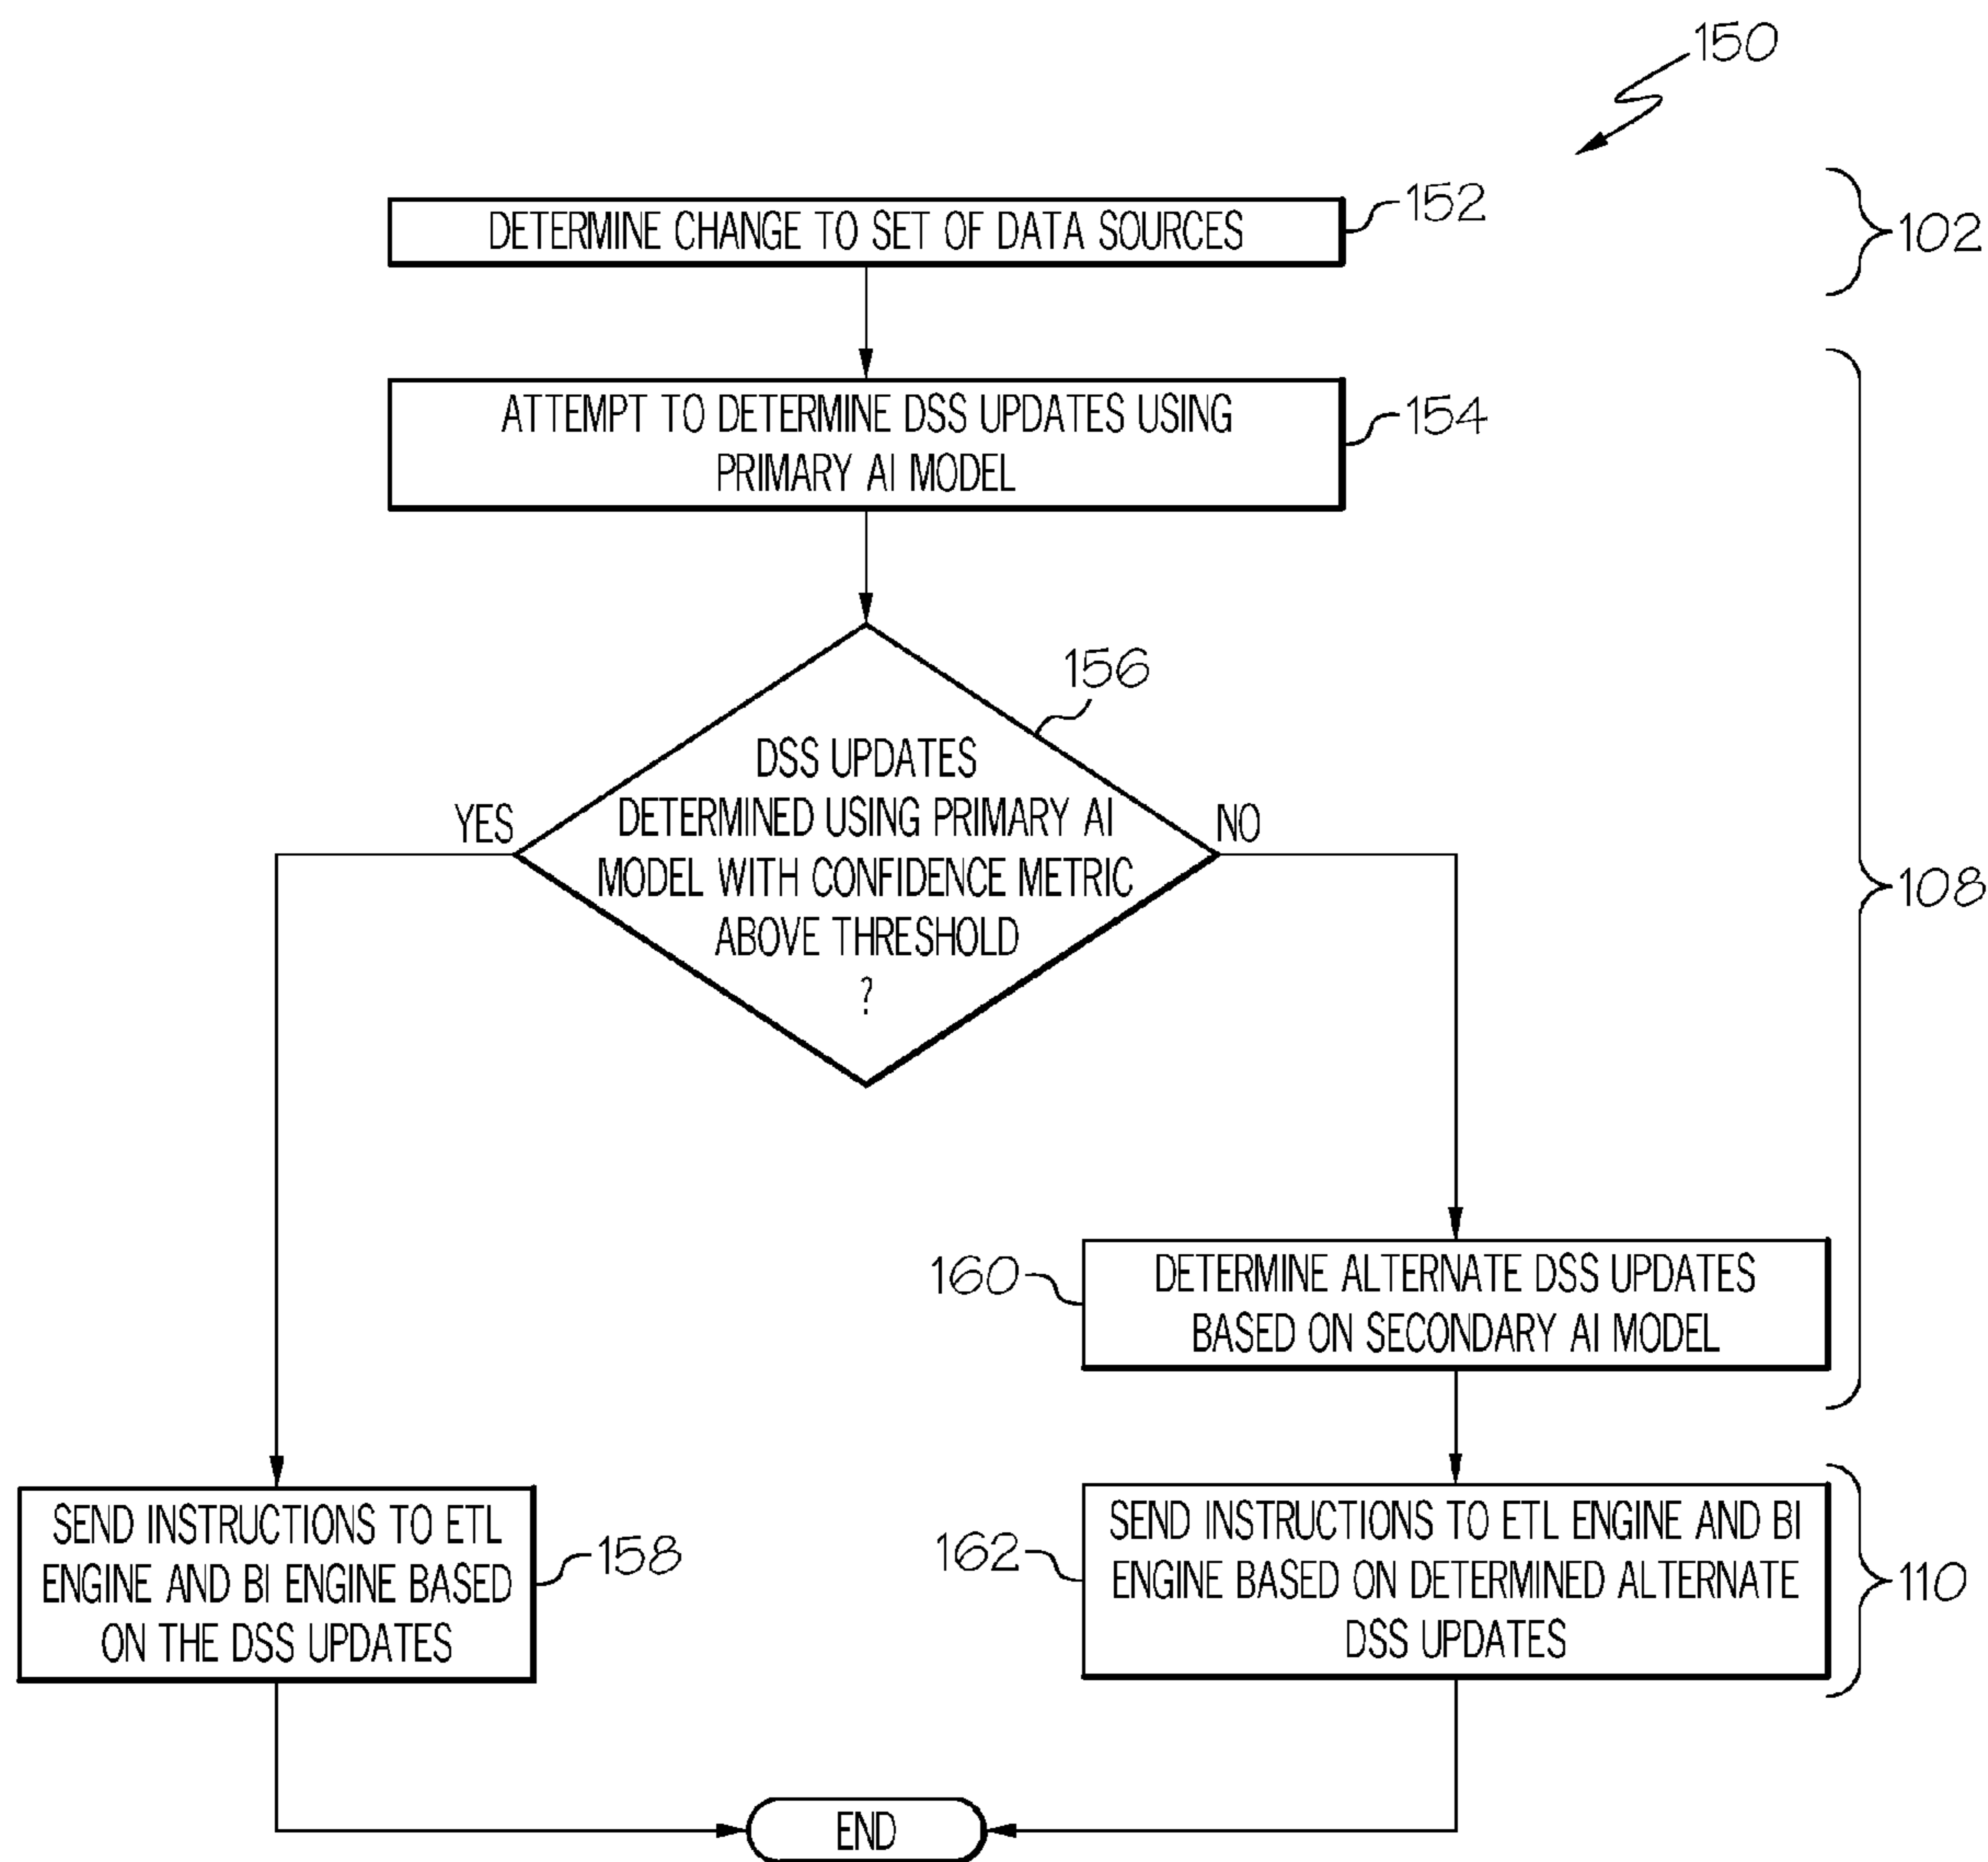 150
DETERMINE CHANGE TO SET OF DATA SOURCES
152
102
ATTEMPT TO DETERMINE DSS UPDATES USING
PRIMARY AI MODEL
154
156
DSS UPDATES
DETERMINED USING PRIMARY AI
MODEL WITH CONFIDENCE METRIC
ABOVE THRESHOLD
?
YES
NO
108
160
DETERMINE ALTERNATE DSS UPDATES
BASED ON SECONDARY AI MODEL
SEND INSTRUCTIONS TO ETL
ENGINE AND BI ENGINE BASED
ON THE DSS UPDATES
158
162
SEND INSTRUCTIONS TO ETL ENGINE AND BI
ENGINE BASED ON DETERMINED ALTERNATE
DSS UPDATES
110
END